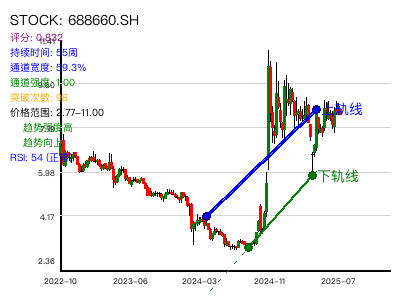 STOCK: 688660.SH
评分: 0.832
持续时间: 55周
通道宽度: 59.3%
通道强度: 1.00
突破次数: 98
价格范围: 2.77–11.00
趋势强度高
趋势向上
RSI: 54 (正
上轨线
下轨线
5.98
4.17
2.36
2022-10
2023-06
2024-03
2024-11
2025-07